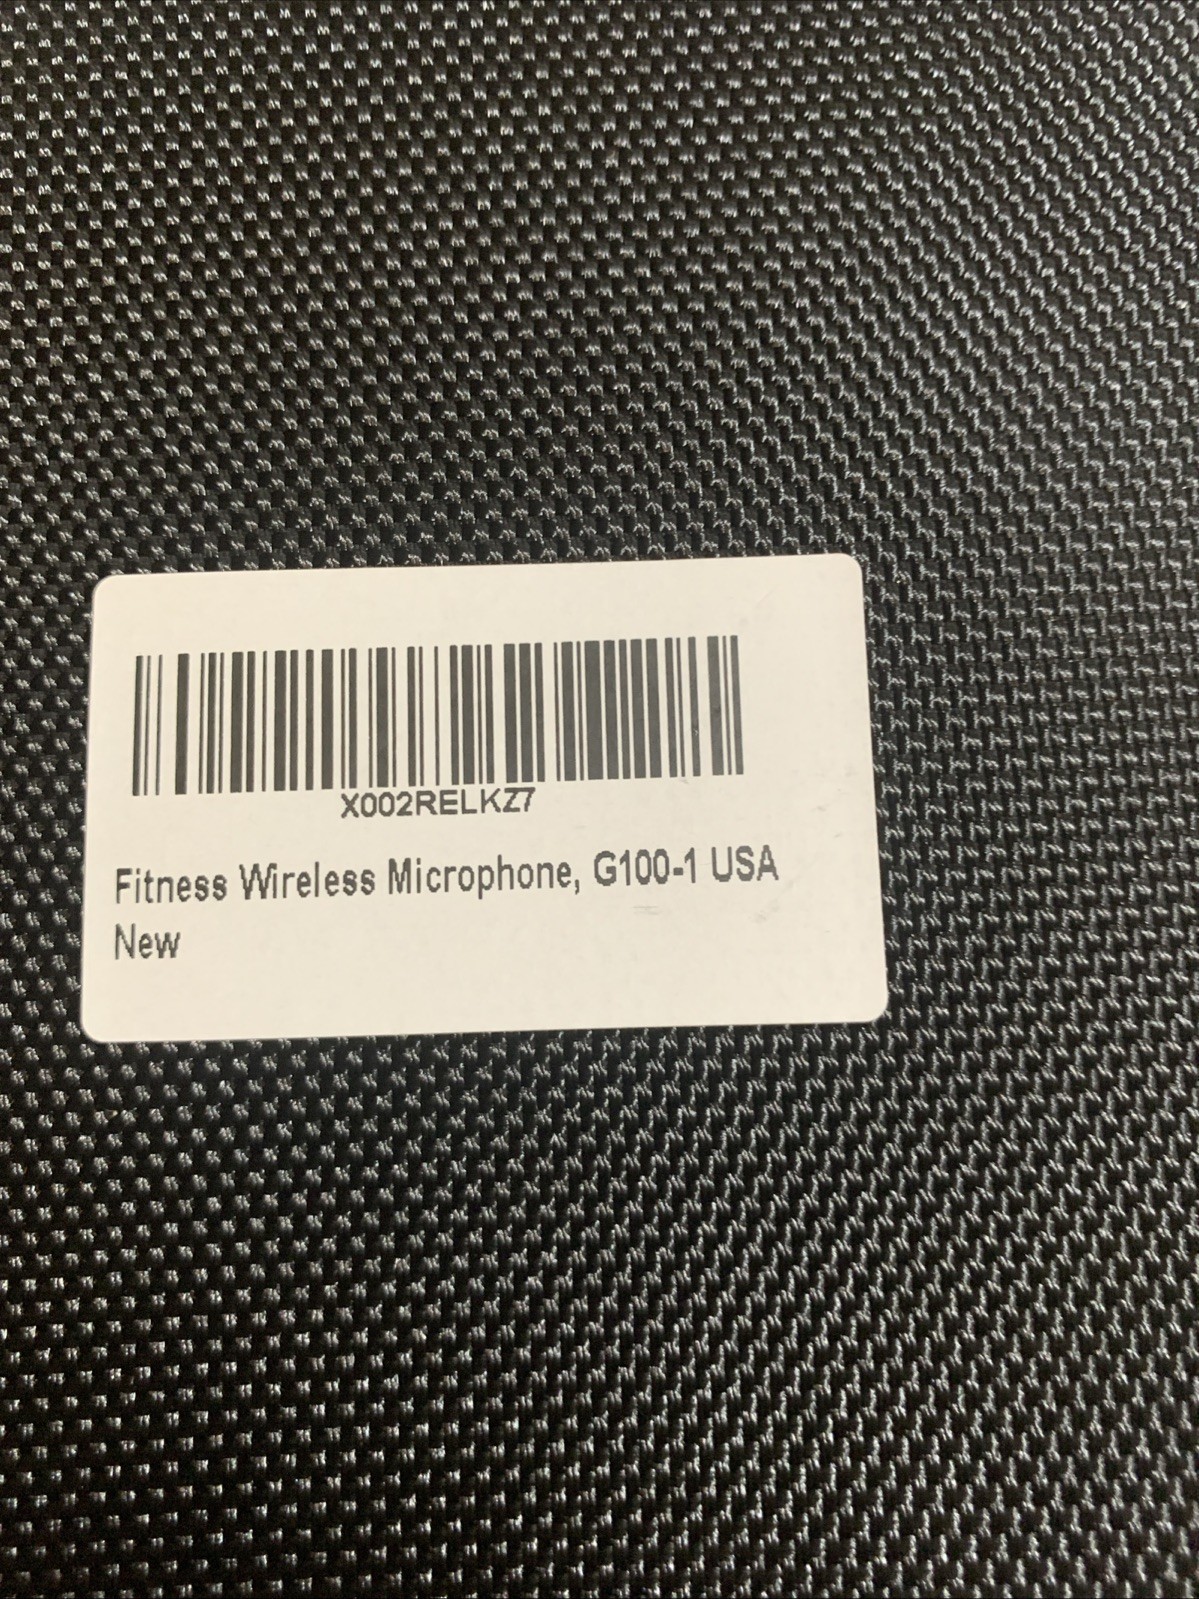 X002RELKZ7
Fitness Wireless Microphone, G100-1 USA
New